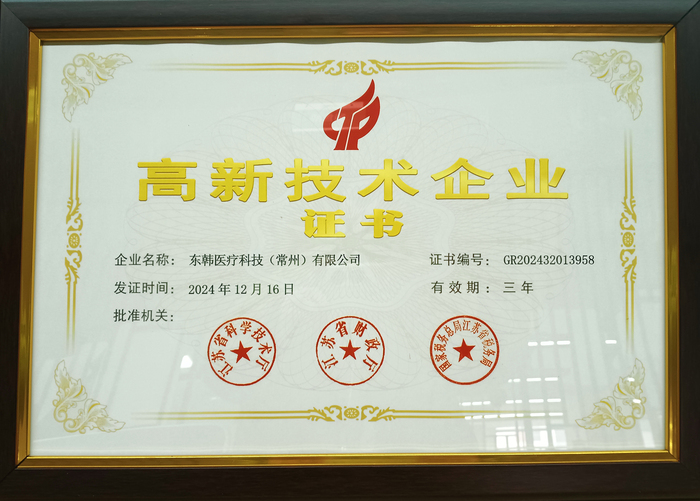 高新技术企业
证书
企业名称: 东韩医疗科技(常州)有限公司
证书编号: GR202432013958
发证时间: 2024年12月16日
有效期: 三年
批准机关:
江苏省科学技术厅
江苏省财政厅
国家税务总局江苏省税务局